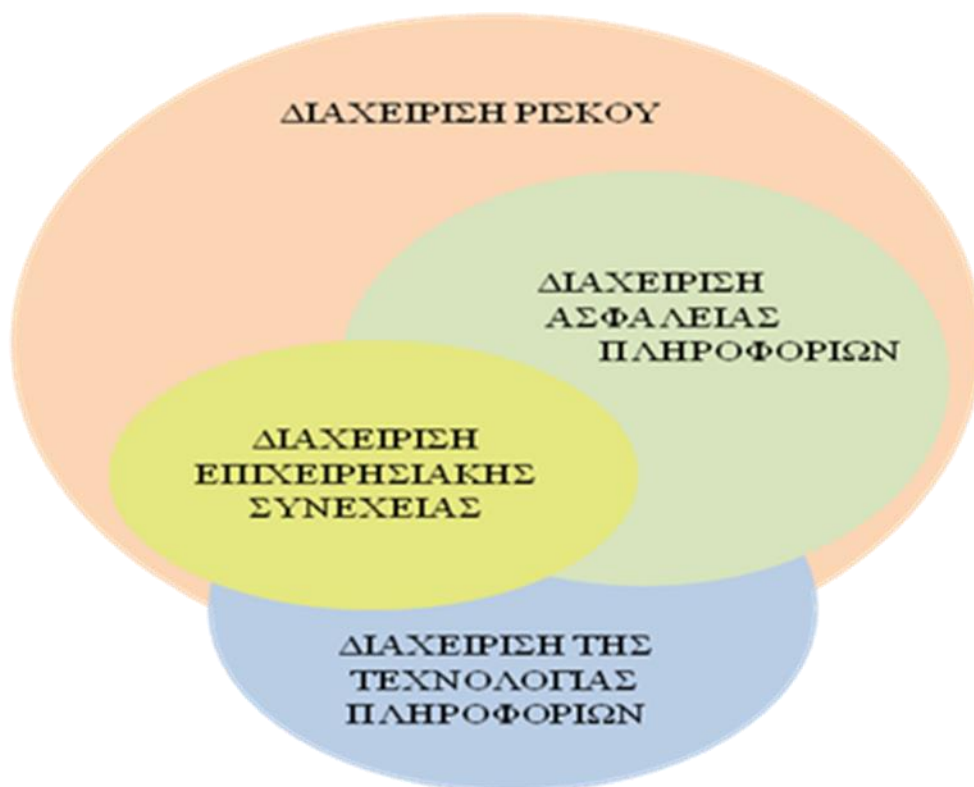 ΔΙΑΧΕΙΡΙΣΗ ΡΙΣΚΟΥ
ΔΙΑΧΕΙΡΙΣΗ
ΑΣΦΑΛΕΙΑΣ
ΠΛΗΡΟΦΟΡΙΩΝ
ΔΙΑΧΕΙΡΙΣΗ
ΕΠΙΧΕΙΡΗΣΙΑΚΗΣ
ΣΥΝΕΧΕΙΑΣ
ΔΙΑΧΕΙΡΙΣΗ ΤΗΣ
ΤΕΧΝΟΛΟΓΙΑΣ
ΠΛΗΡΟΦΟΡΙΩΝ